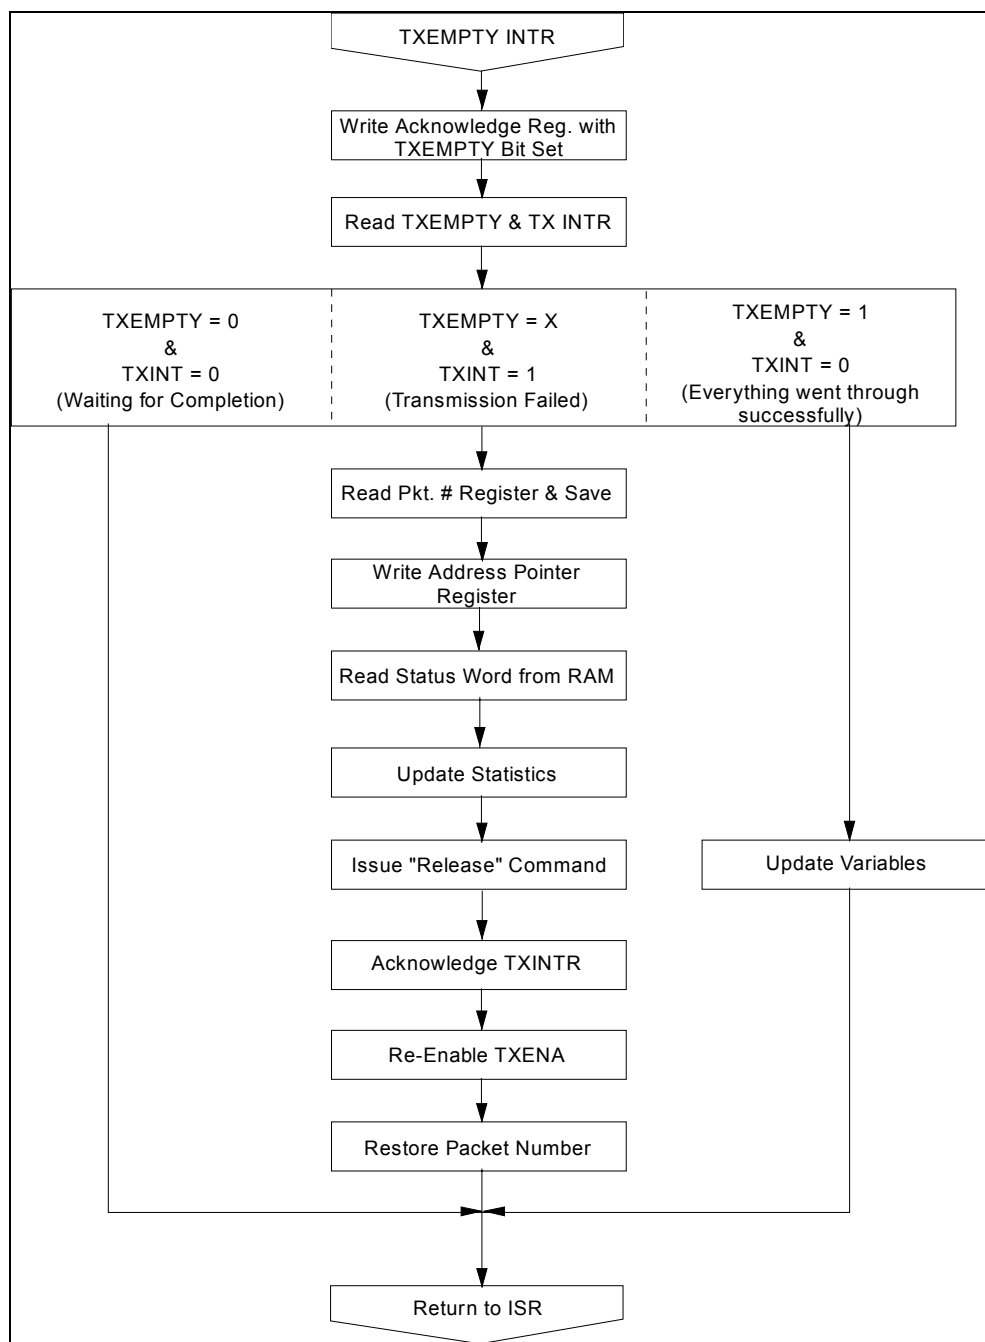 TXEMPTY INTR
Write Acknowledge Reg. with
TXEMPTY Bit Set
Read TXEMPTY & TX INTR
TXEMPTY = 0
&
TXINT = 0
(Waiting for Completion)
TXEMPTY = X
&
TXINT = 1
(Transmission Failed)
TXEMPTY = 1
&
TXINT = 0
(Everything went through
successfully)
Read Pkt. # Register & Save
Write Address Pointer
Register
Read Status Word from RAM
Update Statistics
Issue "Release" Command
Update Variables
Acknowledge TXINTR
Re-Enable TXENA
Restore Packet Number
Return to ISR